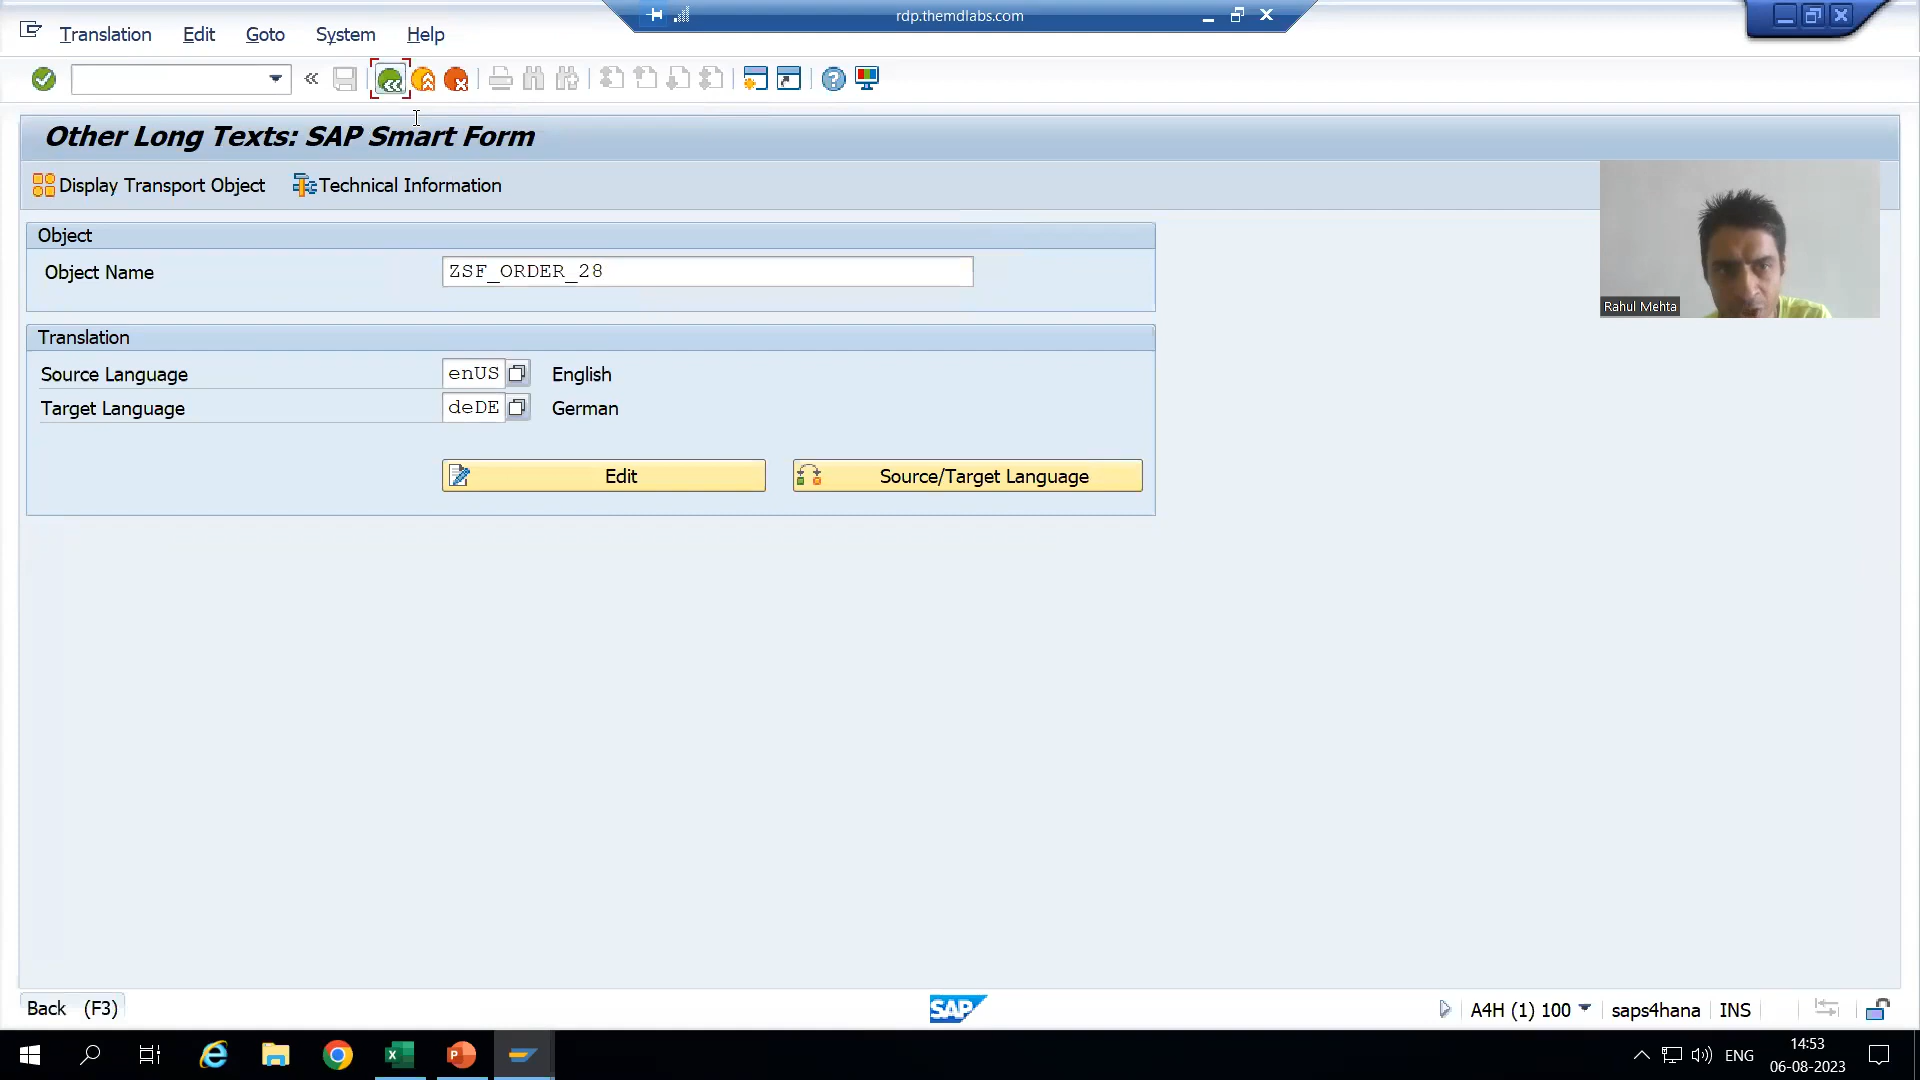 rdp.themdlabs.com
Translation Edit Goto System Help
Other Long Texts: SAP Smart Form
Display Transport Object Technical Information
Rahul Mehta
Object
Object Name ZSF_ORDER_28
Translation
Source Language enUS English
Target Language deDE German
Edit Source/Target Language
Back (F3) SAP A4H (1) 100 saps4hana INS
14:53
ENG
06-08-2023